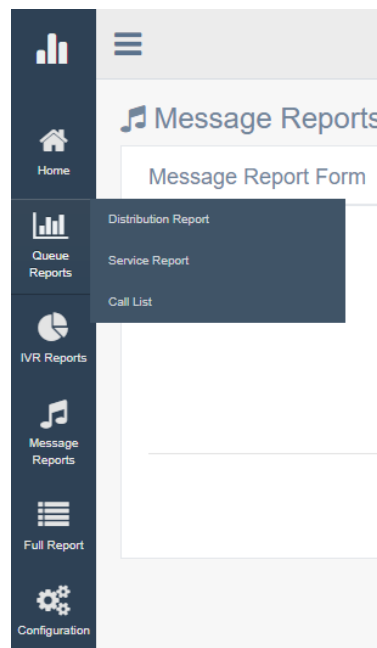 Message Reports
Home
Message Report Form
Queue
Reports
Distribution Report
Service Report
Call List
IVR Reports
Message
Reports
Full Report
Configuration